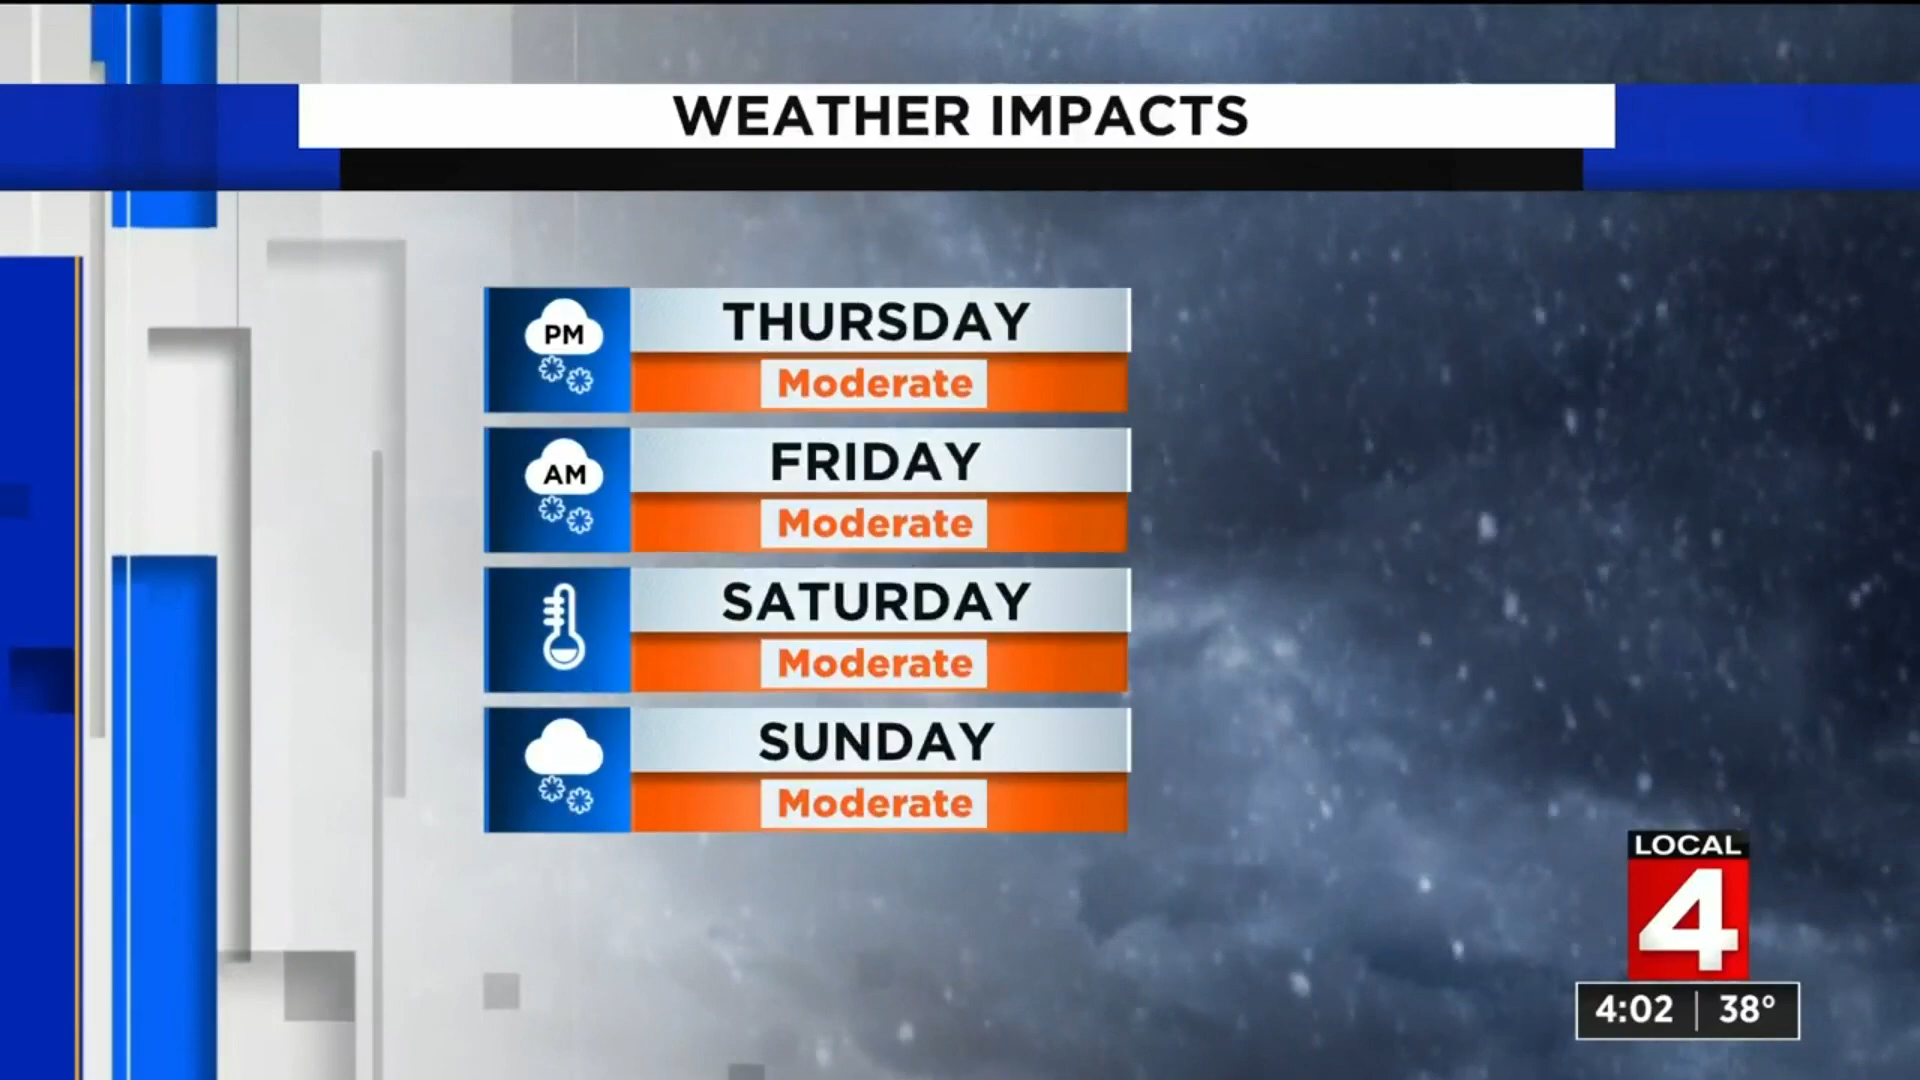 WEATHER IMPACTS
PM
THURSDAY
Moderate
AM
FRIDAY
Moderate
SATURDAY
Moderate
SUNDAY
Moderate
LOCAL
4
4:02 | 38°